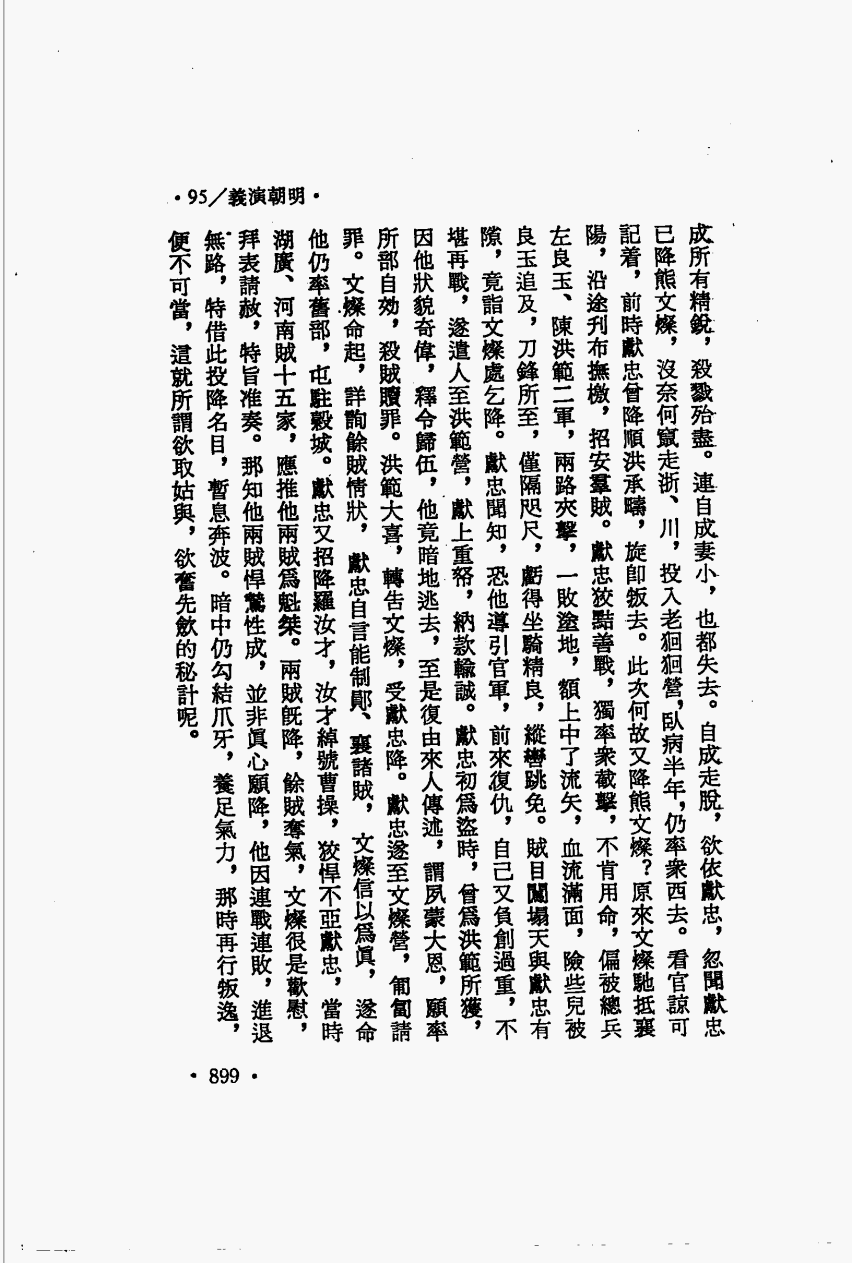 ・95／義演朝明・
成所有精銳，殺戮殆盡。連自成妻小，也都失去。自成走脫，欲依獻忠，忽聞獻忠
已降熊文燦，沒奈何竄走浙、川，投入老𢌞𢌞營，臥病半年，仍率衆西去。看官諒可
記着，前時獻忠曾降順洪承疇，旋卽叛去。此次何故又降熊文燦？原來文燦馳抵襄
陽，沿途刋布撫檄，招安羣賊。獻忠狡黠善戰，獨率衆截擊，不肯用命，偏被總兵
左良玉、陳洪範二軍，兩路夾擊，一敗塗地，額上中了流矢，血流滿面，險些兒被
良玉追及，刀鋒所至，僅隔咫尺，虧得坐騎精良，縱轡跳免。賊目闖塌天與獻忠有
隙，竟詣文燦處乞降。獻忠聞知，恐他導引官軍，前來復仇，自己又負創過重，不
堪再戰，遂遣人至洪範營，獻上重帑，納款輸誠。獻忠初爲盜時，曾爲洪範所獲，
因他狀貌奇偉，釋令歸伍，他竟暗地逃去，至是復由來人傳述，謂夙蒙大恩，願率
所部自効，殺賊贖罪。洪範大喜，轉告文燦，受獻忠降。獻忠遂至文燦營，匍匐請
罪。文燦命起，詳詢餘賊情狀，獻忠自言能制鄖、襄諸賊，文燦信以爲眞，遂命
他仍率舊部，屯駐穀城。獻忠又招降羅汝才，汝才綽號曹操，狡悍不亞獻忠，當時
湖廣、河南賊十五家，應推他兩賊爲魁桀。兩賊旣降，餘賊奪氣，文燦很是歡慰，
拜表請赦，特旨准奏。那知他兩賊悍鷙性成，並非眞心願降，他因連戰連敗，進退
無路，特借此投降名目，暫息奔波。暗中仍勾結爪牙，養足氣力，那時再行叛逸，
便不可當，這就所謂欲取姑與，欲奮先歛的秘計呢。
・899・